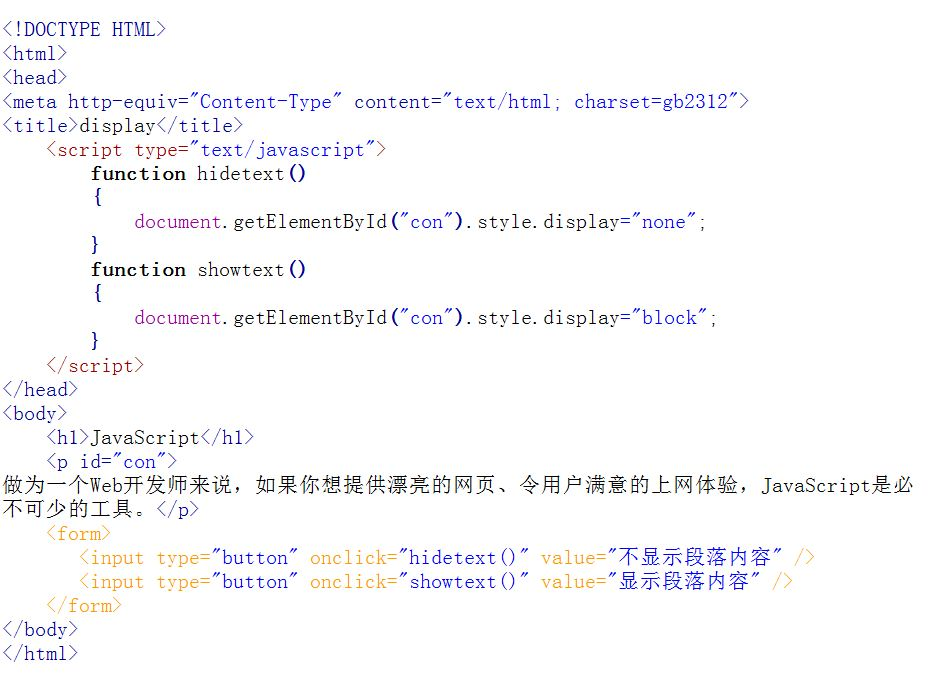 <!DOCTYPE HTML>
<html>
<head>
<meta http-equiv="Content-Type" content="text/html; charset=gb2312">
<title>display</title>
    <script type="text/javascript">
        function hidetext()
        {
            document.getElementById("con").style.display="none";
        }
        function showtext()
        {
            document.getElementById("con").style.display="block";
        }
    </script>
</head>
<body>
    <h1>JavaScript</h1>
    <p id="con">
做为一个Web开发师来说，如果你想提供漂亮的网页、令用户满意的上网体验，JavaScript是必
不可少的工具。</p>
    <form>
       <input type="button" onclick="hidetext()" value="不显示段落内容" />
       <input type="button" onclick="showtext()" value="显示段落内容" />
    </form>
</body>
</html>